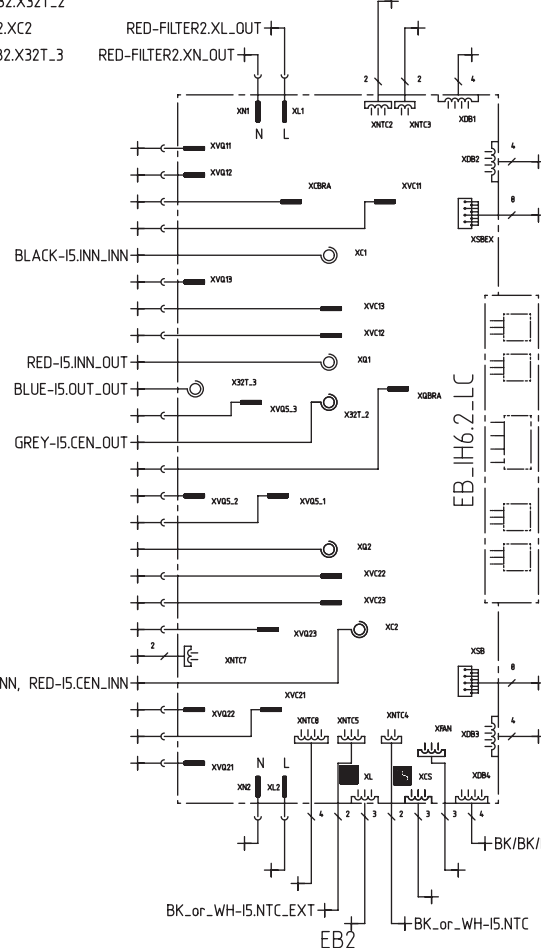 32.X32T_2
2.XC2
32.X32T_3
RED-FILTER2.XL_OUT
RED-FILTER2.XN_OUT
2 2 4
XN1 XL1 XNTC2 XNTC3 XDB1
N L
XVQ11
XDB2 4
XVQ12
XCBRA XVC11
8
XSBEX
BLACK-I5.INN_INN XC1
XVQ13
XVC13
XVC12
RED-I5.INN_OUT XQ1
BLUE-I5.OUT_OUT X32T_3
XQBRA
XVQ5_3 X32T_2
GREY-I5.CEN_OUT
EB_IH6.2_LC
XVQ5_2 XVQ5_1
XQ2
XVC22
XVC23
XVQ23 XC2
2 XNTC7
XSB 8
NN, RED-I5.CEN_INN
XVC21
XVQ22
XNTC8 XNTC5 XNTC4 XFAN
XDB3 4
XVQ21
N L
XL XCS XDB4
XN2 XL2
4 2 3 2 3 3 4
BK/BK/
BK_or_WH-I5.NTC_EXT
BK_or_WH-I5.NTC
EB2